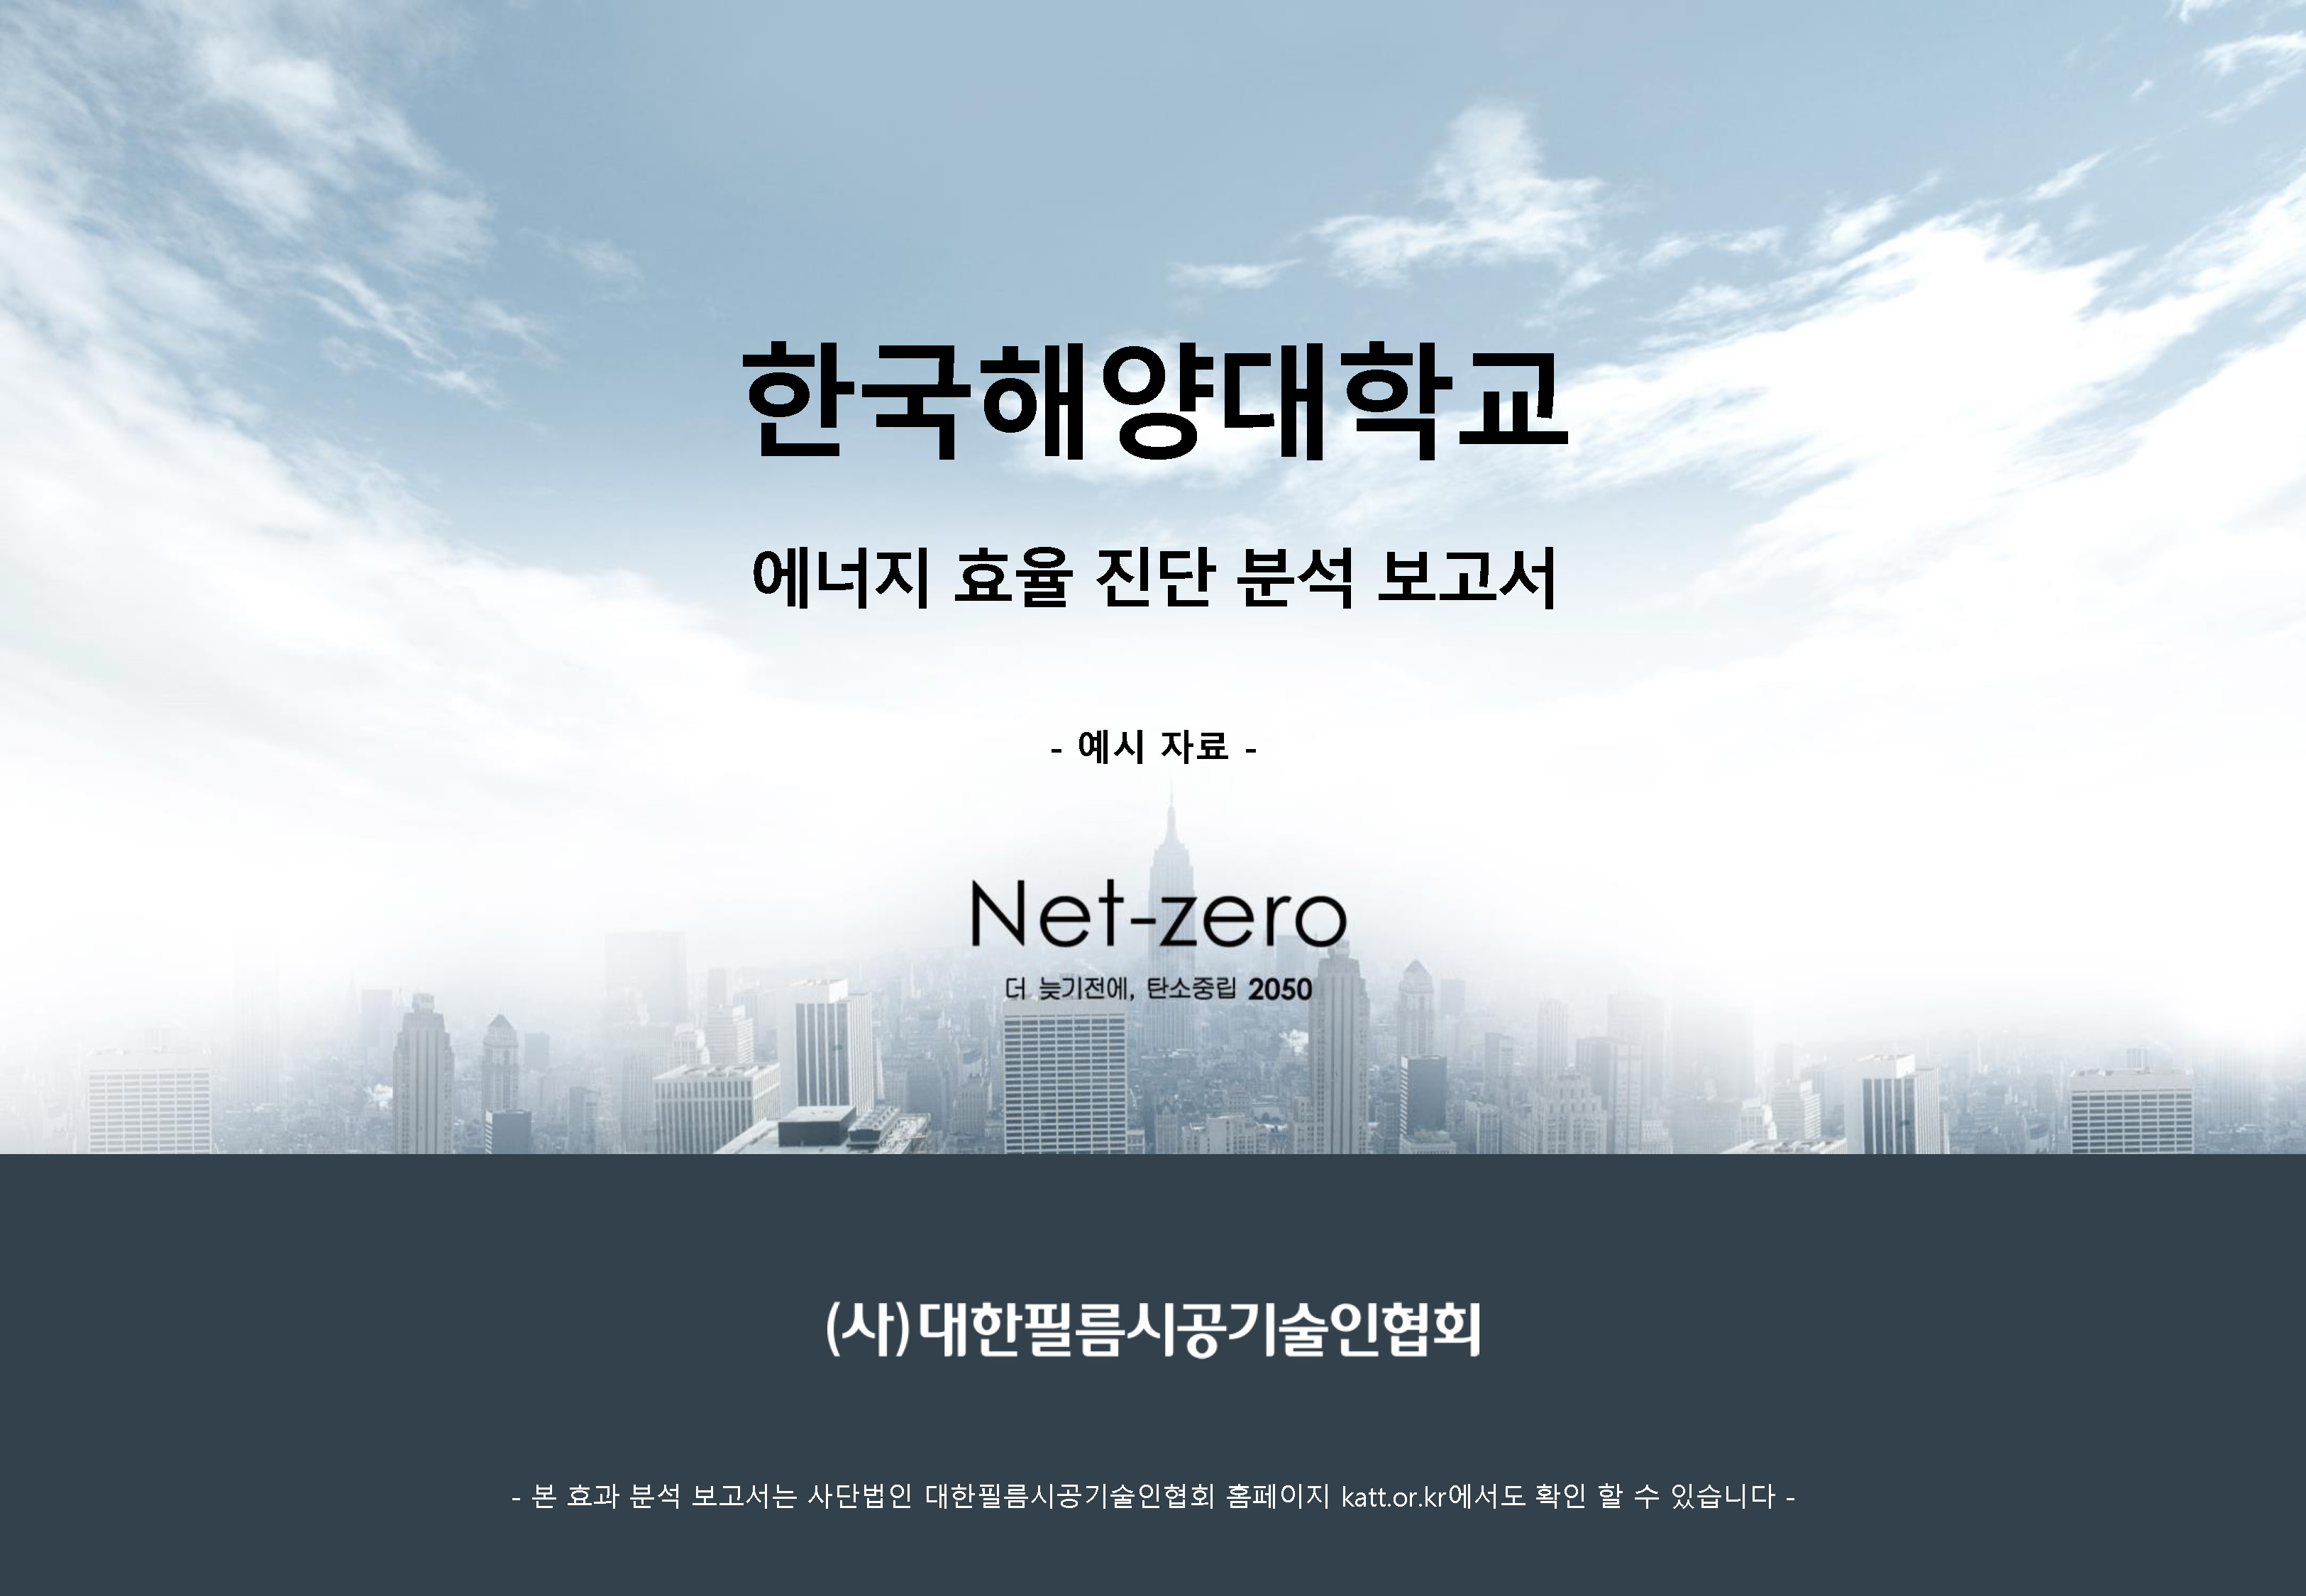 한국해양대학교
에너지 효율 진단 분석 보고서
- 예시 자료 -
Net-zero
더 늦기전에, 탄소중립 2050
(사)대한필름시공기술인협회
- 본 효과 분석 보고서는 사단법인 대한필름시공기술인협회 홈페이지 katt.or.kr에서도 확인 할 수 있습니다 -